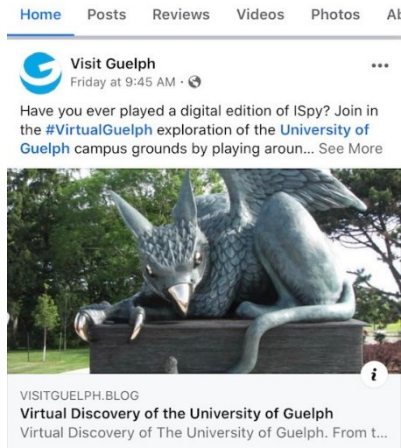 Home Posts Reviews Videos Photos Ab
Visit Guelph
Friday at 9:45 AM ·
Have you ever played a digital edition of ISpy? Join in
the #VirtualGuelph exploration of the University of
Guelph campus grounds by playing aroun... See More
i
VISITGUELPH.BLOG
Virtual Discovery of the University of Guelph
Virtual Discovery of The University of Guelph. From t...